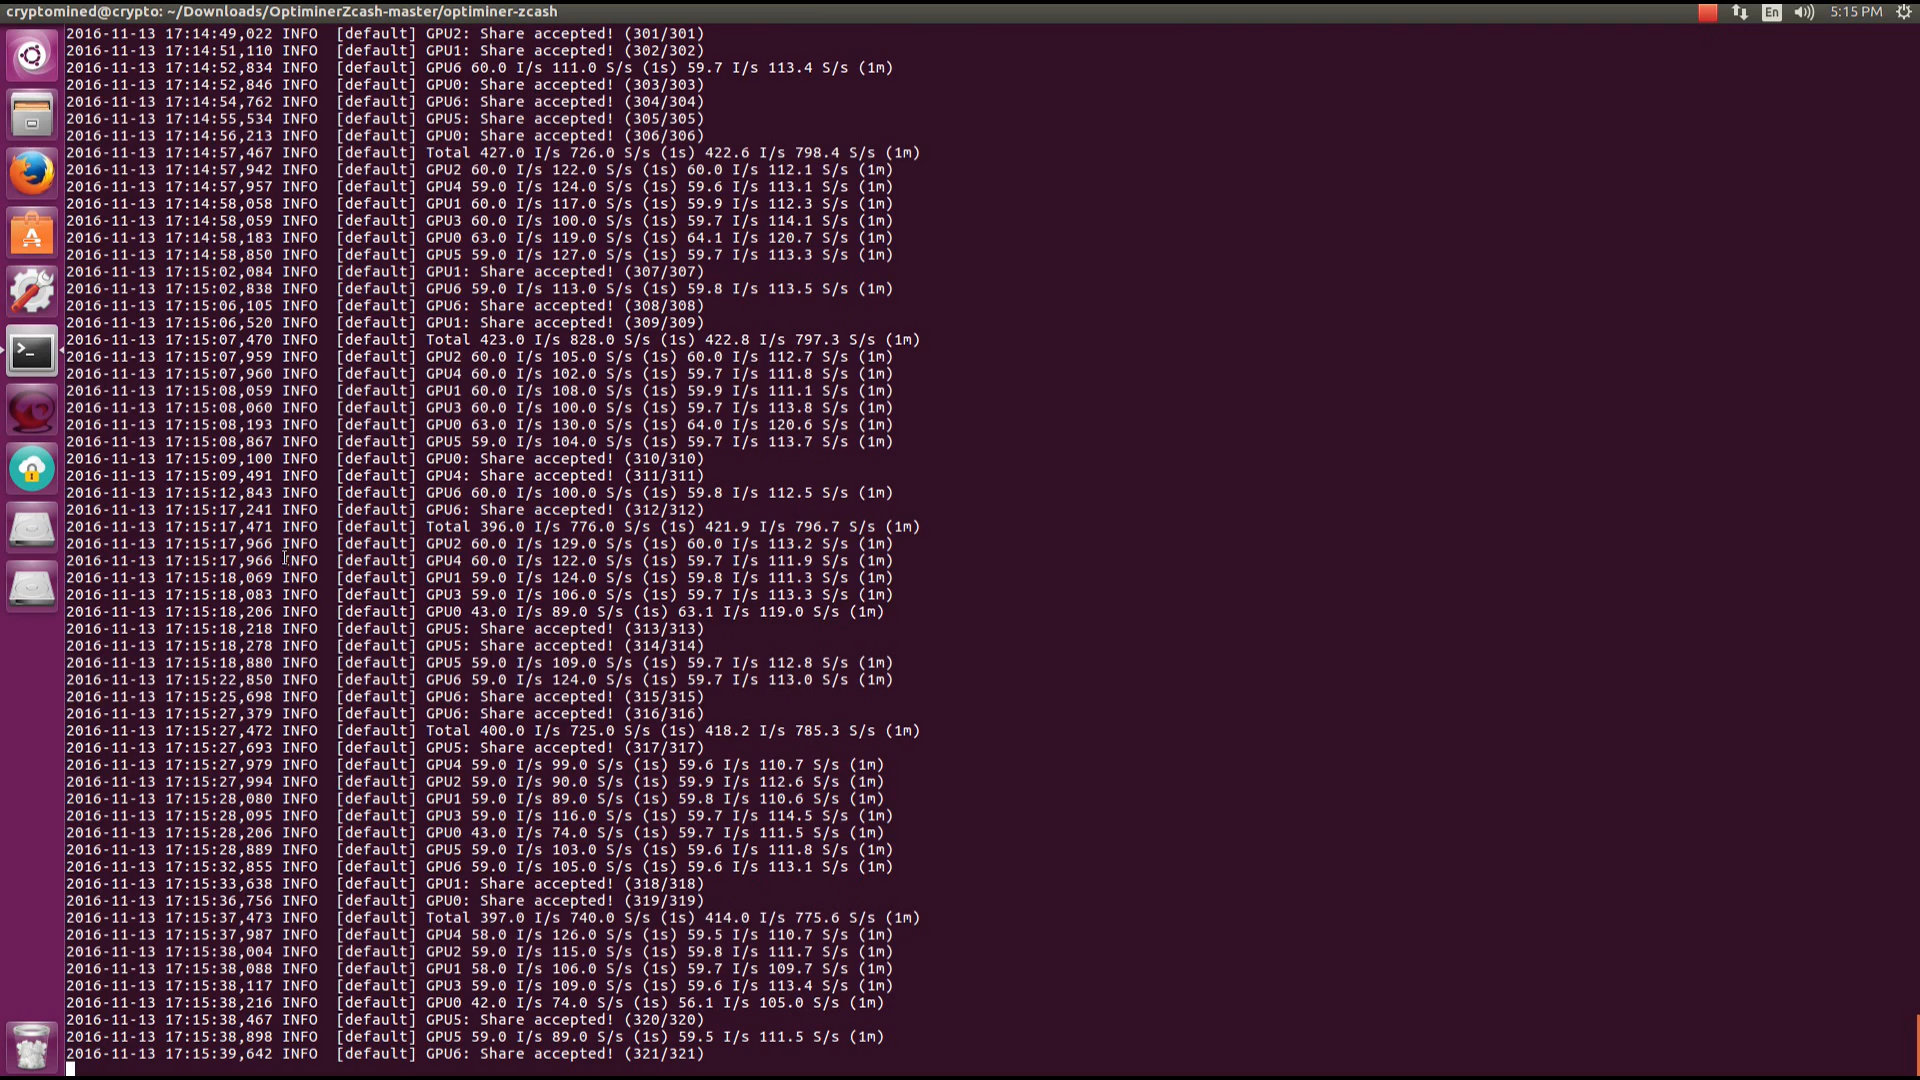 cryptomined@crypto: ~/Downloads/OptiminerZcash-master/optiminer-zcash
En
5:15 PM
2016-11-13 17:14:49,022 INFO  [default] GPU2: Share accepted! (301/301)
2016-11-13 17:14:51,110 INFO  [default] GPU1: Share accepted! (302/302)
2016-11-13 17:14:52,834 INFO  [default] GPU6 60.0 I/s 111.0 S/s (1s) 59.7 I/s 113.4 S/s (1m)
2016-11-13 17:14:52,846 INFO  [default] GPU0: Share accepted! (303/303)
2016-11-13 17:14:54,762 INFO  [default] GPU6: Share accepted! (304/304)
2016-11-13 17:14:55,534 INFO  [default] GPU5: Share accepted! (305/305)
2016-11-13 17:14:56,213 INFO  [default] GPU0: Share accepted! (306/306)
2016-11-13 17:14:57,467 INFO  [default] Total 427.0 I/s 726.0 S/s (1s) 422.6 I/s 798.4 S/s (1m)
2016-11-13 17:14:57,942 INFO  [default] GPU2 60.0 I/s 122.0 S/s (1s) 60.0 I/s 112.1 S/s (1m)
2016-11-13 17:14:57,957 INFO  [default] GPU4 59.0 I/s 124.0 S/s (1s) 59.6 I/s 113.1 S/s (1m)
2016-11-13 17:14:58,058 INFO  [default] GPU1 60.0 I/s 117.0 S/s (1s) 59.9 I/s 112.3 S/s (1m)
2016-11-13 17:14:58,059 INFO  [default] GPU3 60.0 I/s 100.0 S/s (1s) 59.7 I/s 114.1 S/s (1m)
2016-11-13 17:14:58,183 INFO  [default] GPU0 63.0 I/s 119.0 S/s (1s) 64.1 I/s 120.7 S/s (1m)
2016-11-13 17:14:58,850 INFO  [default] GPU5 59.0 I/s 127.0 S/s (1s) 59.7 I/s 113.3 S/s (1m)
2016-11-13 17:15:02,084 INFO  [default] GPU1: Share accepted! (307/307)
2016-11-13 17:15:02,838 INFO  [default] GPU6 59.0 I/s 113.0 S/s (1s) 59.8 I/s 113.5 S/s (1m)
2016-11-13 17:15:06,105 INFO  [default] GPU6: Share accepted! (308/308)
2016-11-13 17:15:06,520 INFO  [default] GPU1: Share accepted! (309/309)
2016-11-13 17:15:07,470 INFO  [default] Total 423.0 I/s 828.0 S/s (1s) 422.8 I/s 797.3 S/s (1m)
2016-11-13 17:15:07,959 INFO  [default] GPU2 60.0 I/s 105.0 S/s (1s) 60.0 I/s 112.7 S/s (1m)
2016-11-13 17:15:07,960 INFO  [default] GPU4 60.0 I/s 102.0 S/s (1s) 59.7 I/s 111.8 S/s (1m)
2016-11-13 17:15:08,059 INFO  [default] GPU1 60.0 I/s 108.0 S/s (1s) 59.9 I/s 111.1 S/s (1m)
2016-11-13 17:15:08,060 INFO  [default] GPU3 60.0 I/s 100.0 S/s (1s) 59.7 I/s 113.8 S/s (1m)
2016-11-13 17:15:08,193 INFO  [default] GPU0 63.0 I/s 130.0 S/s (1s) 64.0 I/s 120.6 S/s (1m)
2016-11-13 17:15:08,867 INFO  [default] GPU5 59.0 I/s 104.0 S/s (1s) 59.7 I/s 113.7 S/s (1m)
2016-11-13 17:15:09,100 INFO  [default] GPU0: Share accepted! (310/310)
2016-11-13 17:15:09,491 INFO  [default] GPU4: Share accepted! (311/311)
2016-11-13 17:15:12,843 INFO  [default] GPU6 60.0 I/s 100.0 S/s (1s) 59.8 I/s 112.5 S/s (1m)
2016-11-13 17:15:17,241 INFO  [default] GPU6: Share accepted! (312/312)
2016-11-13 17:15:17,471 INFO  [default] Total 396.0 I/s 776.0 S/s (1s) 421.9 I/s 796.7 S/s (1m)
2016-11-13 17:15:17,966 INFO  [default] GPU2 60.0 I/s 129.0 S/s (1s) 60.0 I/s 113.2 S/s (1m)
2016-11-13 17:15:17,966 INFO  [default] GPU4 60.0 I/s 122.0 S/s (1s) 59.7 I/s 111.9 S/s (1m)
2016-11-13 17:15:18,069 INFO  [default] GPU1 59.0 I/s 124.0 S/s (1s) 59.8 I/s 111.3 S/s (1m)
2016-11-13 17:15:18,083 INFO  [default] GPU3 59.0 I/s 106.0 S/s (1s) 59.7 I/s 113.3 S/s (1m)
2016-11-13 17:15:18,206 INFO  [default] GPU0 43.0 I/s 89.0 S/s (1s) 63.1 I/s 119.0 S/s (1m)
2016-11-13 17:15:18,218 INFO  [default] GPU5: Share accepted! (313/313)
2016-11-13 17:15:18,278 INFO  [default] GPU5: Share accepted! (314/314)
2016-11-13 17:15:18,880 INFO  [default] GPU5 59.0 I/s 109.0 S/s (1s) 59.7 I/s 112.8 S/s (1m)
2016-11-13 17:15:22,850 INFO  [default] GPU6 59.0 I/s 124.0 S/s (1s) 59.7 I/s 113.0 S/s (1m)
2016-11-13 17:15:25,698 INFO  [default] GPU6: Share accepted! (315/315)
2016-11-13 17:15:27,379 INFO  [default] GPU6: Share accepted! (316/316)
2016-11-13 17:15:27,472 INFO  [default] Total 400.0 I/s 725.0 S/s (1s) 418.2 I/s 785.3 S/s (1m)
2016-11-13 17:15:27,693 INFO  [default] GPU5: Share accepted! (317/317)
2016-11-13 17:15:27,979 INFO  [default] GPU4 59.0 I/s 99.0 S/s (1s) 59.6 I/s 110.7 S/s (1m)
2016-11-13 17:15:27,994 INFO  [default] GPU2 59.0 I/s 90.0 S/s (1s) 59.9 I/s 112.6 S/s (1m)
2016-11-13 17:15:28,080 INFO  [default] GPU1 59.0 I/s 89.0 S/s (1s) 59.8 I/s 110.6 S/s (1m)
2016-11-13 17:15:28,095 INFO  [default] GPU3 59.0 I/s 116.0 S/s (1s) 59.7 I/s 114.5 S/s (1m)
2016-11-13 17:15:28,206 INFO  [default] GPU0 43.0 I/s 74.0 S/s (1s) 59.7 I/s 111.5 S/s (1m)
2016-11-13 17:15:28,889 INFO  [default] GPU5 59.0 I/s 103.0 S/s (1s) 59.6 I/s 111.8 S/s (1m)
2016-11-13 17:15:32,855 INFO  [default] GPU6 59.0 I/s 105.0 S/s (1s) 59.6 I/s 113.1 S/s (1m)
2016-11-13 17:15:33,638 INFO  [default] GPU1: Share accepted! (318/318)
2016-11-13 17:15:36,756 INFO  [default] GPU0: Share accepted! (319/319)
2016-11-13 17:15:37,473 INFO  [default] Total 397.0 I/s 740.0 S/s (1s) 414.0 I/s 775.6 S/s (1m)
2016-11-13 17:15:37,987 INFO  [default] GPU4 58.0 I/s 126.0 S/s (1s) 59.5 I/s 110.7 S/s (1m)
2016-11-13 17:15:38,004 INFO  [default] GPU2 59.0 I/s 115.0 S/s (1s) 59.8 I/s 111.7 S/s (1m)
2016-11-13 17:15:38,088 INFO  [default] GPU1 58.0 I/s 106.0 S/s (1s) 59.7 I/s 109.7 S/s (1m)
2016-11-13 17:15:38,117 INFO  [default] GPU3 59.0 I/s 109.0 S/s (1s) 59.6 I/s 113.4 S/s (1m)
2016-11-13 17:15:38,216 INFO  [default] GPU0 42.0 I/s 74.0 S/s (1s) 56.1 I/s 105.0 S/s (1m)
2016-11-13 17:15:38,467 INFO  [default] GPU5: Share accepted! (320/320)
2016-11-13 17:15:38,898 INFO  [default] GPU5 59.0 I/s 89.0 S/s (1s) 59.5 I/s 111.5 S/s (1m)
2016-11-13 17:15:39,642 INFO  [default] GPU6: Share accepted! (321/321)